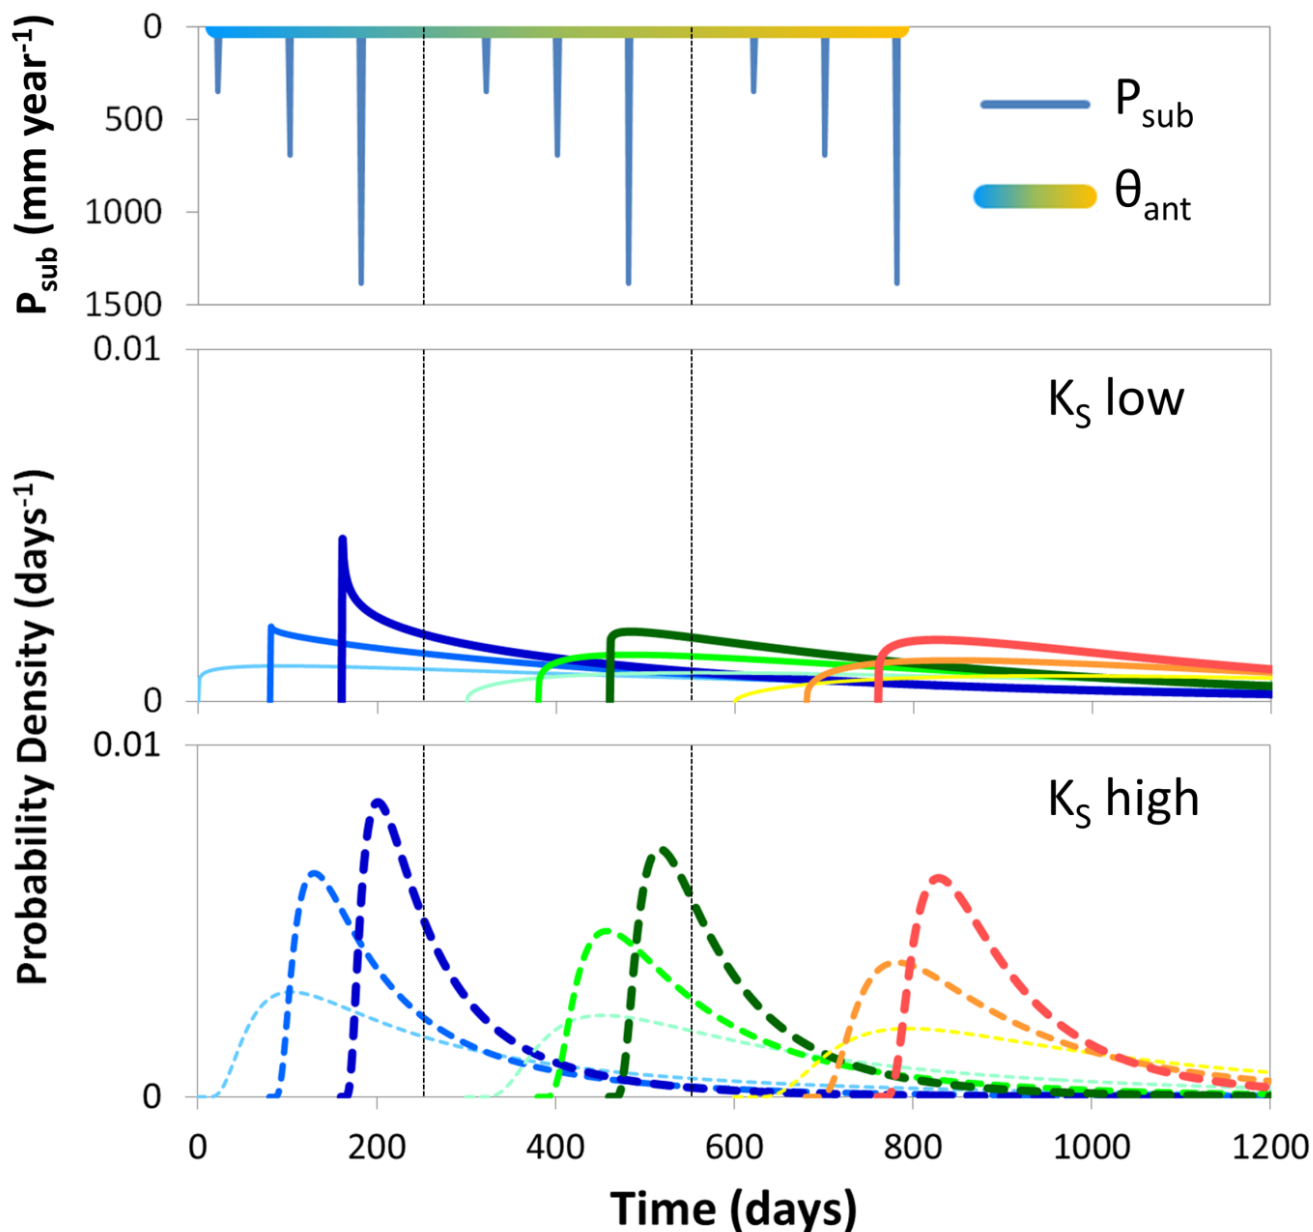 P_sub (mm year⁻¹)
0
500
1000
1500
P_sub
θ_ant
Probability Density (days⁻¹)
0.01
0
K_S low
0.01
0
K_S high
0 200 400 600 800 1000 1200
Time (days)